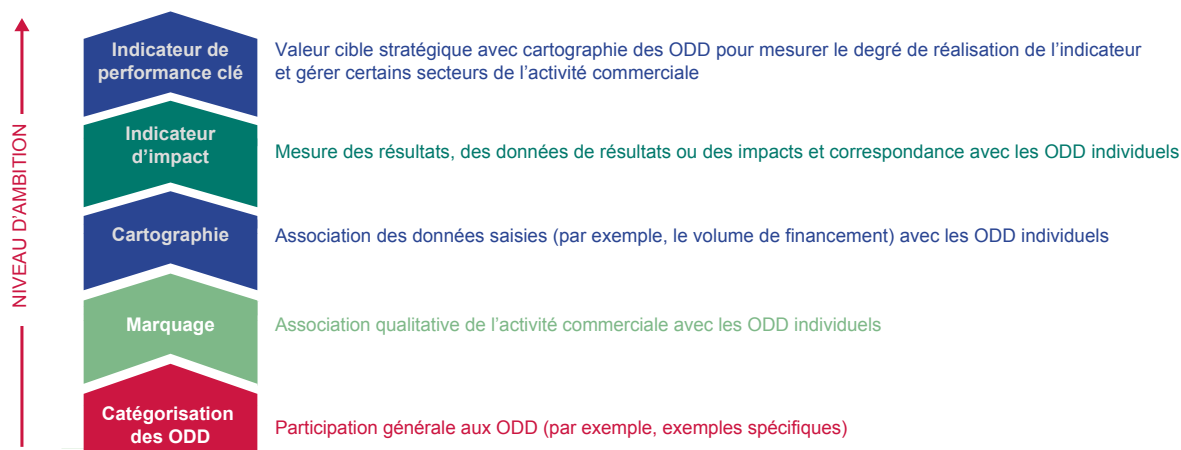 NIVEAU D’AMBITION
Indicateur de
performance clé
Valeur cible stratégique avec cartographie des ODD pour mesurer le degré de réalisation de l’indicateur
et gérer certains secteurs de l’activité commerciale
Indicateur
d’impact
Mesure des résultats, des données de résultats ou des impacts et correspondance avec les ODD individuels
Cartographie
Association des données saisies (par exemple, le volume de financement) avec les ODD individuels
Marquage
Association qualitative de l’activité commerciale avec les ODD individuels
Catégorisation
des ODD
Participation générale aux ODD (par exemple, exemples spécifiques)